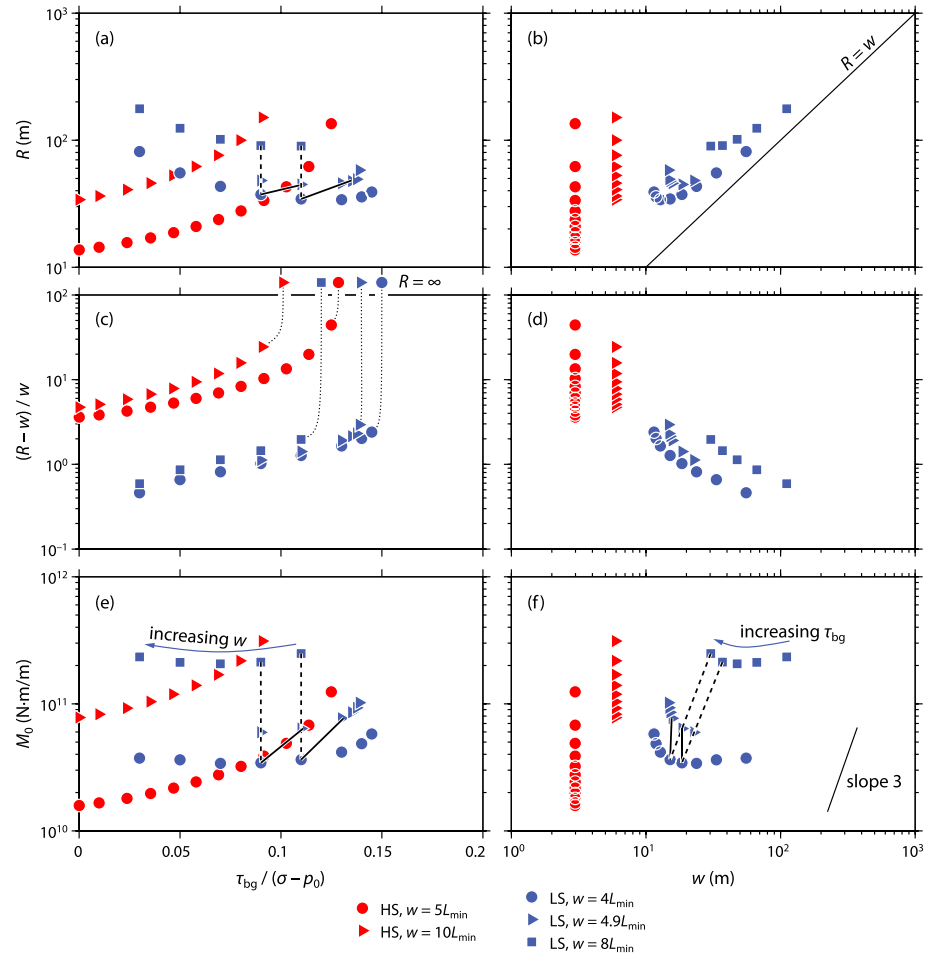 10³
(a)
(b)
R = w
R (m)
10²
10¹
R = ∞
10²
(c)
(d)
10¹
(R – w) / w
10⁰
10⁻¹
10¹²
(e)
(f)
increasing w
increasing τbg
10¹¹
M₀ (N·m/m)
slope 3
10¹⁰
0 0.05 0.1 0.15 0.2
10⁰ 10¹ 10² 10³
τbg / (σ – p₀)
w (m)
HS, w = 5Lmin
HS, w = 10Lmin
LS, w = 4Lmin
LS, w = 4.9Lmin
LS, w = 8Lmin